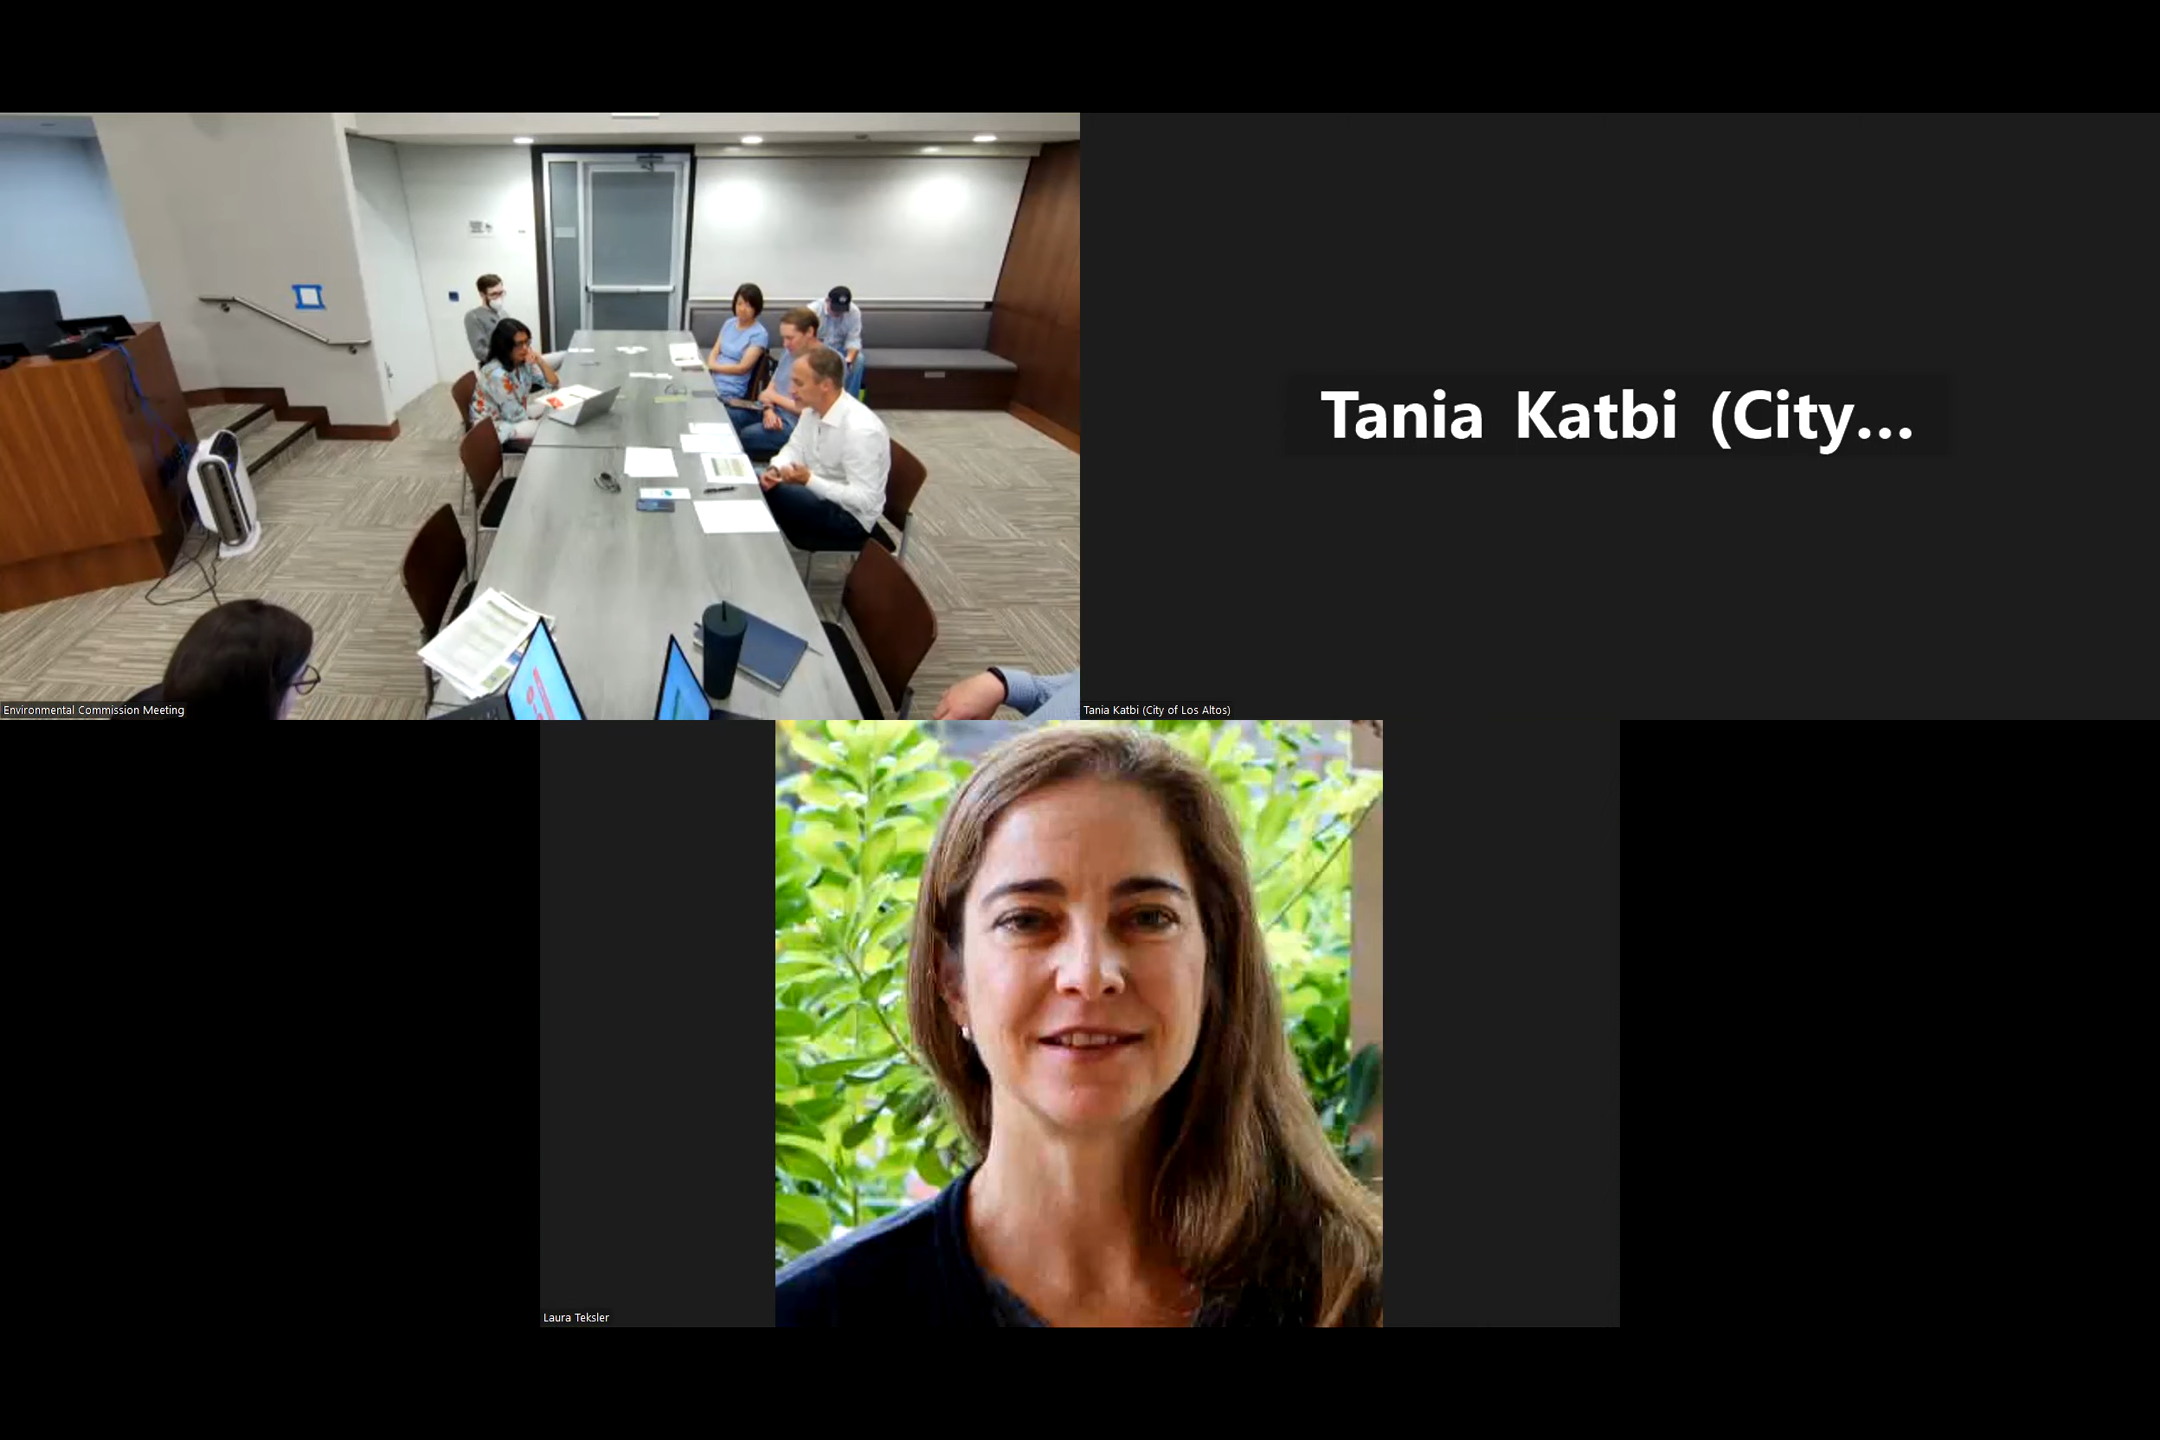 Tania Katbi (City...
Environmental Commission Meeting
Tania Katbi (City of Los Altos)
Laura Teksler